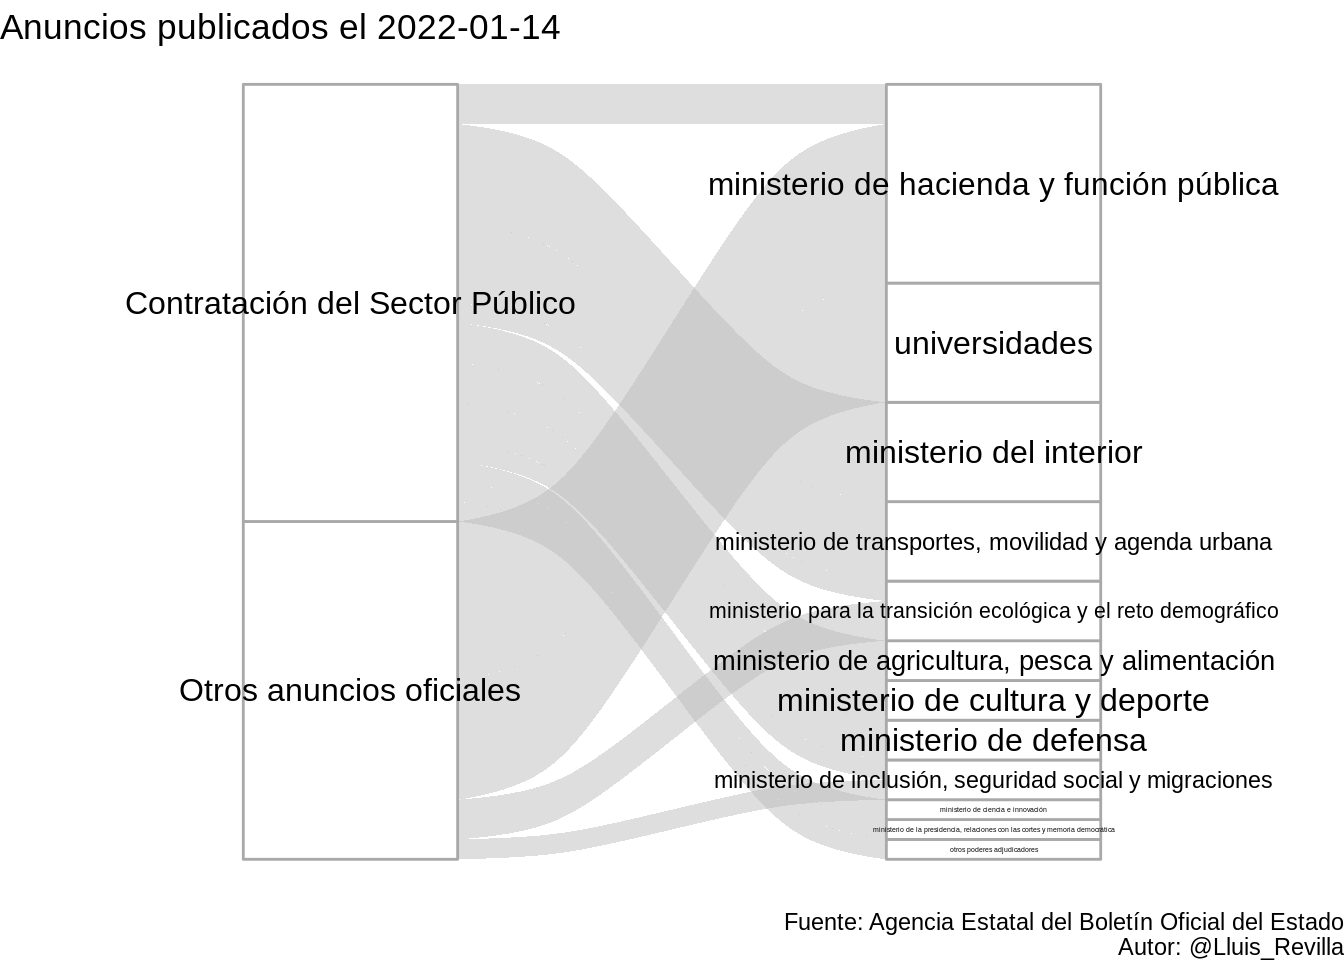 Anuncios publicados el 2022-01-14
Contratación del Sector Público
Otros anuncios oficiales
ministerio de hacienda y función pública
universidades
ministerio del interior
ministerio de transportes, movilidad y agenda urbana
ministerio para la transición ecológica y el reto demográfico
ministerio de agricultura, pesca y alimentación
ministerio de cultura y deporte
ministerio de defensa
ministerio de inclusión, seguridad social y migraciones
ministerio de ciencia e innovación
ministerio de la presidencia, relaciones con las cortes y memoria democrática
otros poderes adjudicadores
Fuente: Agencia Estatal del Boletín Oficial del Estado
Autor: @Lluis_Revilla